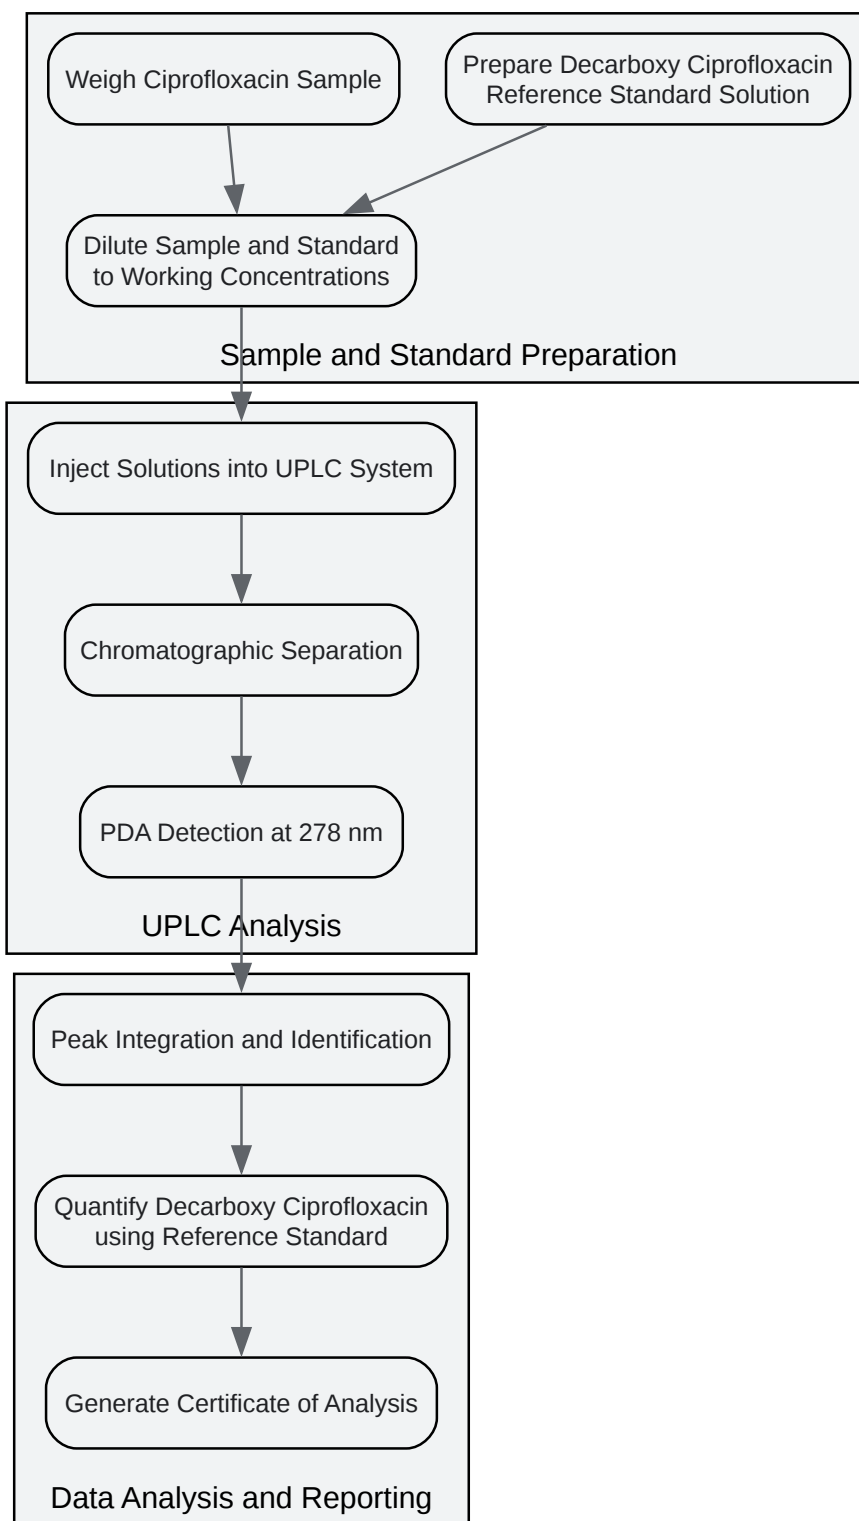 Weigh Ciprofloxacin Sample
Prepare Decarboxy Ciprofloxacin
Reference Standard Solution
Dilute Sample and Standard
to Working Concentrations
Sample and Standard Preparation
Inject Solutions into UPLC System
Chromatographic Separation
PDA Detection at 278 nm
UPLC Analysis
Peak Integration and Identification
Quantify Decarboxy Ciprofloxacin
using Reference Standard
Generate Certificate of Analysis
Data Analysis and Reporting